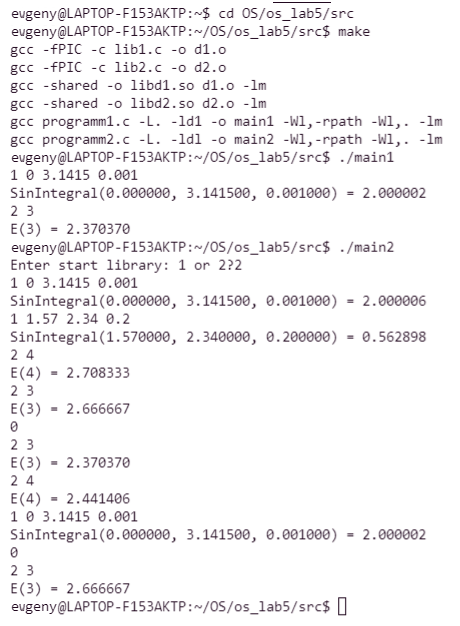 evgeny@LAPTOP-F153AKTP:~$ cd OS/os_lab5/src
evgeny@LAPTOP-F153AKTP:~/OS/os_lab5/src$ make
gcc -fPIC -c lib1.c -o d1.o
gcc -fPIC -c lib2.c -o d2.o
gcc -shared -o libd1.so d1.o -lm
gcc -shared -o libd2.so d2.o -lm
gcc programm1.c -L. -ld1 -o main1 -Wl,-rpath -Wl,. -lm
gcc programm2.c -L. -ldl -o main2 -Wl,-rpath -Wl,. -lm
evgeny@LAPTOP-F153AKTP:~/OS/os_lab5/src$ ./main1
1 0 3.1415 0.001
SinIntegral(0.000000, 3.141500, 0.001000) = 2.000002
2 3
E(3) = 2.370370
evgeny@LAPTOP-F153AKTP:~/OS/os_lab5/src$ ./main2
Enter start library: 1 or 2?2
1 0 3.1415 0.001
SinIntegral(0.000000, 3.141500, 0.001000) = 2.000006
1 1.57 2.34 0.2
SinIntegral(1.570000, 2.340000, 0.200000) = 0.562898
2 4
E(4) = 2.708333
2 3
E(3) = 2.666667
0
2 3
E(3) = 2.370370
2 4
E(4) = 2.441406
1 0 3.1415 0.001
SinIntegral(0.000000, 3.141500, 0.001000) = 2.000002
0
2 3
E(3) = 2.666667
evgeny@LAPTOP-F153AKTP:~/OS/os_lab5/src$